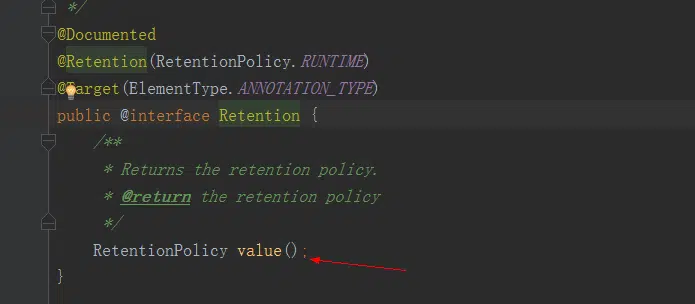 */
@Documented
@Retention(RetentionPolicy.RUNTIME)
@Target(ElementType.ANNOTATION_TYPE)
public @interface Retention {
/**
* Returns the retention policy.
* @return the retention policy
*/
RetentionPolicy value();
}